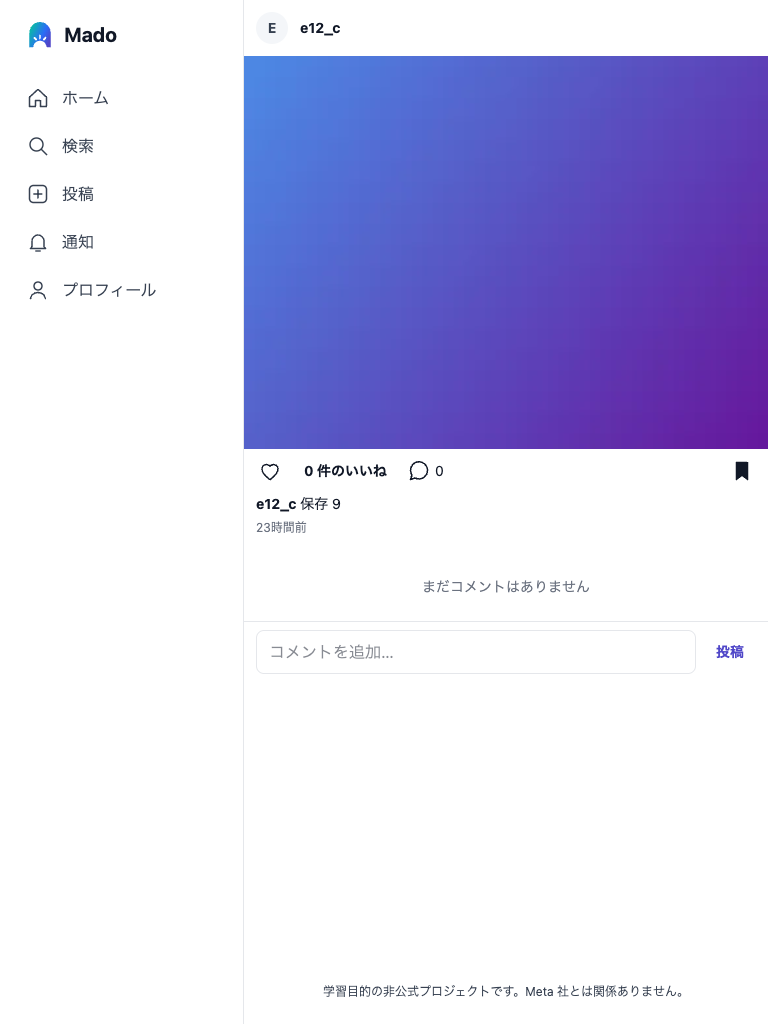 Mado
ホーム
検索
投稿
通知
プロフィール
E e12_c
0 件のいいね 0
e12_c 保存 9
23時間前
まだコメントはありません
コメントを追加... 投稿
学習目的の非公式プロジェクトです。Meta 社とは関係ありません。